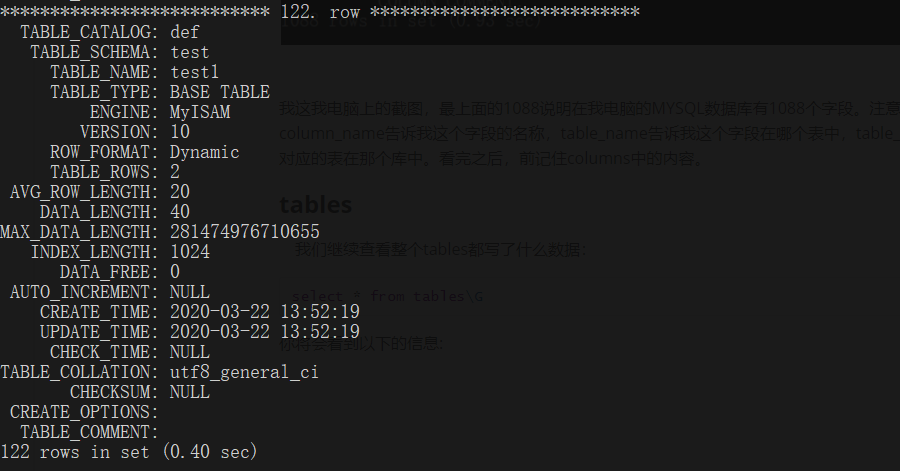 *************************** 122. row ***************************
TABLE_CATALOG: def
TABLE_SCHEMA: test
TABLE_NAME: test1
TABLE_TYPE: BASE TABLE
ENGINE: MyISAM
VERSION: 10
ROW_FORMAT: Dynamic
TABLE_ROWS: 2
AVG_ROW_LENGTH: 20
DATA_LENGTH: 40
MAX_DATA_LENGTH: 281474976710655
INDEX_LENGTH: 1024
DATA_FREE: 0
AUTO_INCREMENT: NULL
CREATE_TIME: 2020-03-22 13:52:19
UPDATE_TIME: 2020-03-22 13:52:19
CHECK_TIME: NULL
TABLE_COLLATION: utf8_general_ci
CHECKSUM: NULL
CREATE_OPTIONS:
TABLE_COMMENT:
122 rows in set (0.40 sec)
我这我电脑上的截图，最上面的1088说明在我电脑的MYSQL数据库有1088个字段。注意
column_name告诉我这个字段的名称，table_name告诉我这个字段在哪个表中，table_
对应的表在那个库中。看完之后，前记住columns中的内容。
tables
我们继续查看整个tables都写了什么数据：
select * from tables\G
你将会看到以下的信息: